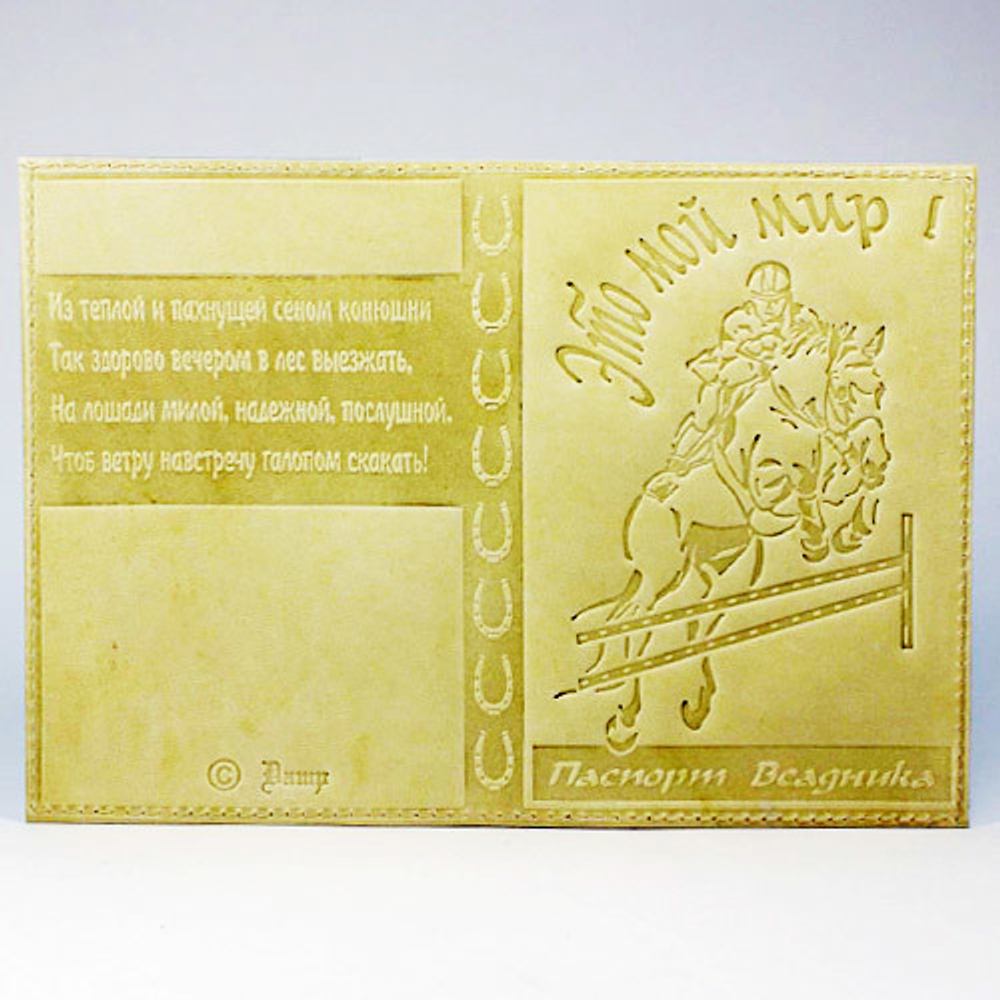 Из теплой и пахнущей сеном конюшни
Так здорово вечером в лес выезжать,
На лошади милой, надежной, послушной.
Чтоб ветру навстречу галопом скакать!
©
Это мой мир !
Паспорт Всадника